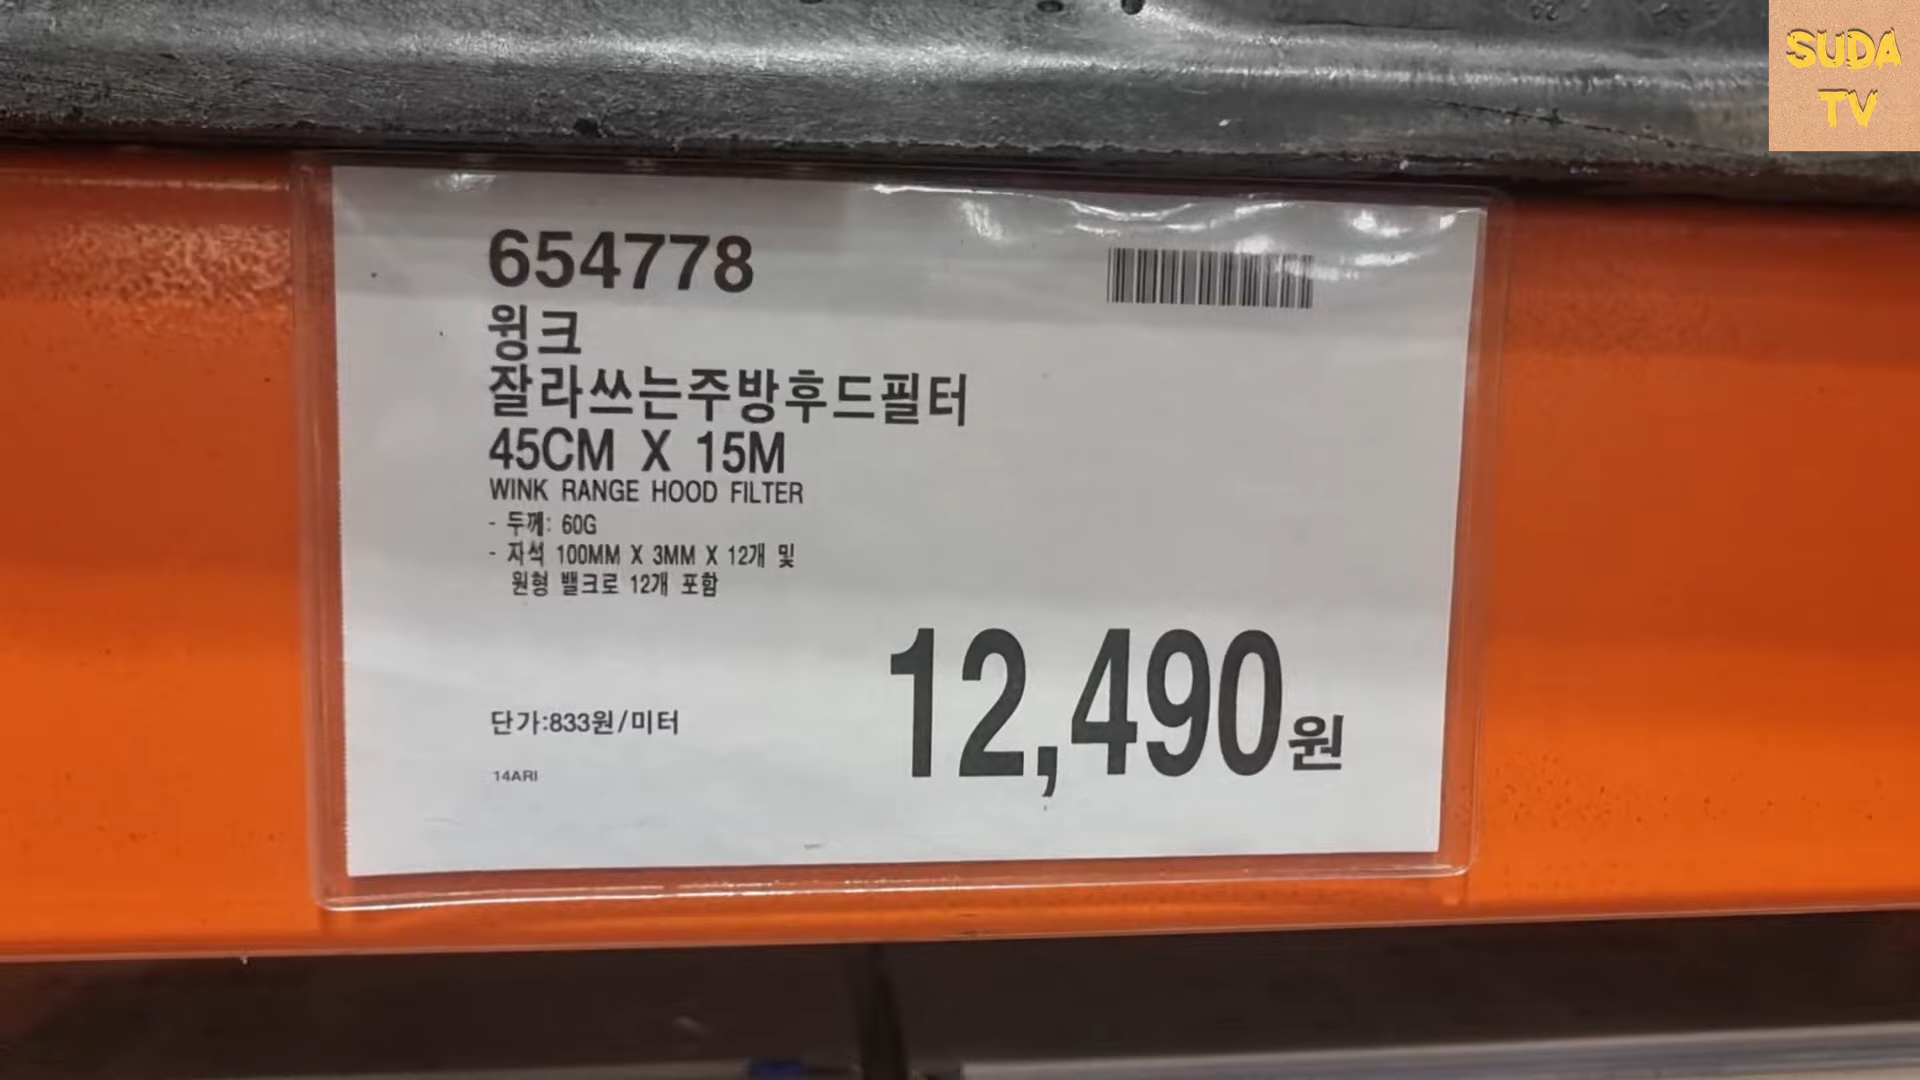 SUDA
TV
654778
윙크
잘라쓰는주방후드필터
45CM X 15M
WINK RANGE HOOD FILTER
- 두께: 60G
- 자석 100MM X 3MM X 12개 및
원형 밸크로 12개 포함
12,490원
단가:833원/미터
14ARI